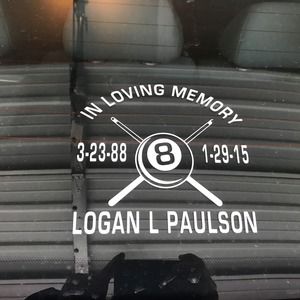 IN LOVING MEMORY
3-23-88 8 1-29-15
LOGAN L PAULSON